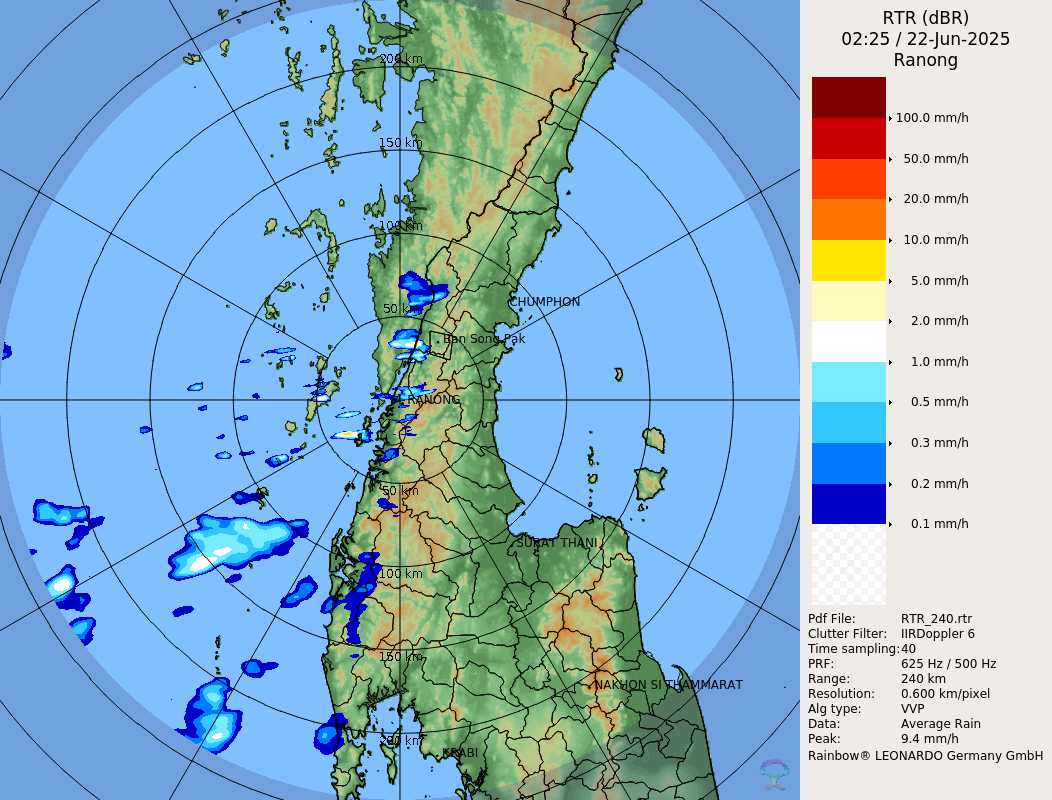 RTR (dBR)
02:25 / 22-Jun-2025
Ranong
100.0 mm/h
50.0 mm/h
20.0 mm/h
10.0 mm/h
5.0 mm/h
2.0 mm/h
1.0 mm/h
0.5 mm/h
0.3 mm/h
0.2 mm/h
0.1 mm/h
Pdf File: RTR_240.rtr
Clutter Filter: IIRDoppler 6
Time sampling:40
PRF: 625 Hz / 500 Hz
Range: 240 km
Resolution: 0.600 km/pixel
Alg type: VVP
Data: Average Rain
Peak: 9.4 mm/h
Rainbow® LEONARDO Germany GmbH
200 km
150 km
100 km
CHUMPHON
50 km
Ban Song Pak
RANONG
50 km
SURAT THANI
100 km
150 km
NAKHON SI THAMMARAT
200 km
KRABI